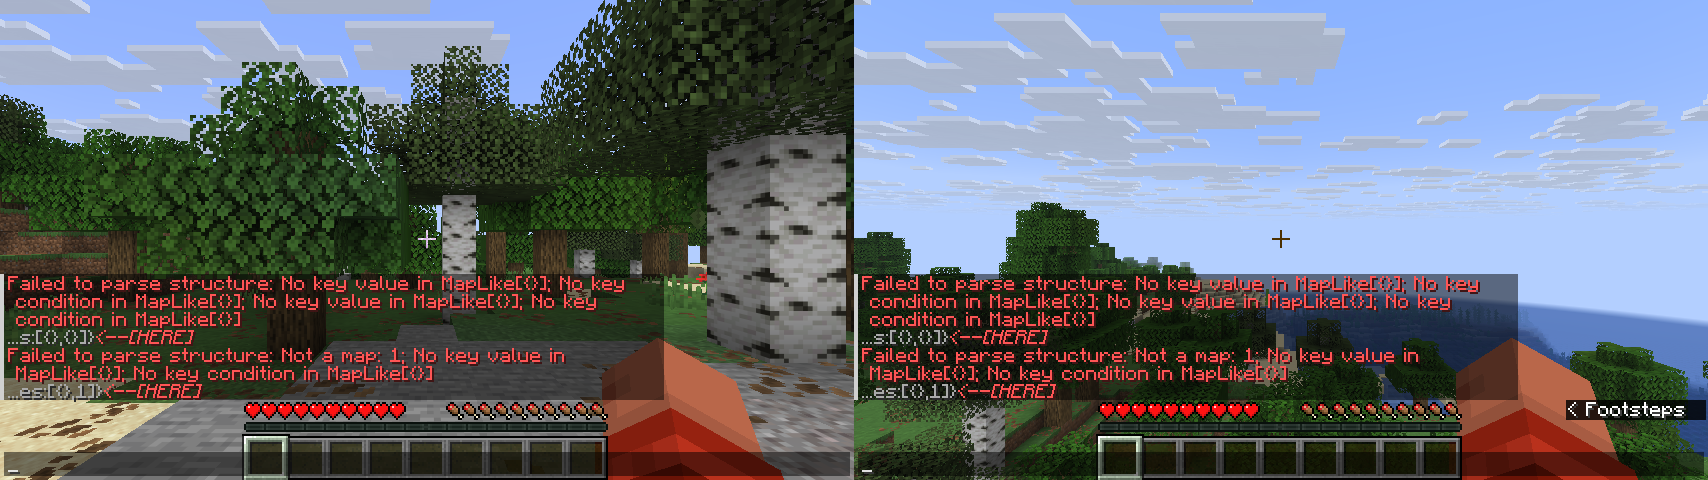 Failed to parse structure: No key value in MapLike[{}]; No key
condition in MapLike[{}]; No key value in MapLike[{}]; No key
condition in MapLike[{}]
...s:[{},{}]}<--[HERE]
Failed to parse structure: Not a map: 1; No key value in
MapLike[{}]; No key condition in MapLike[{}]
...es:[{},1]}<--[HERE]
_
Failed to parse structure: No key value in MapLike[{}]; No key
condition in MapLike[{}]; No key value in MapLike[{}]; No key
condition in MapLike[{}]
...s:[{},{}]}<--[HERE]
Failed to parse structure: Not a map: 1; No key value in
MapLike[{}]; No key condition in MapLike[{}]
...es:[{},1]}<--[HERE]
< Footsteps
_